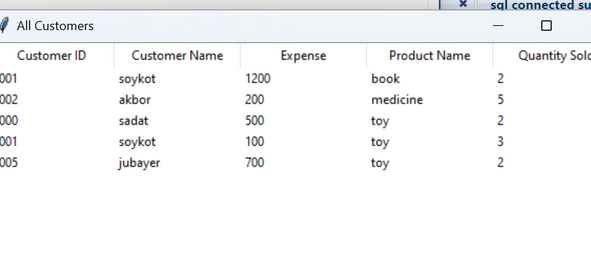 sql connected su
All Customers
Customer ID Customer Name Expense Product Name Quantity Sold
001 soykot 1200 book 2
002 akbor 200 medicine 5
000 sadat 500 toy 2
001 soykot 100 toy 3
005 jubayer 700 toy 2